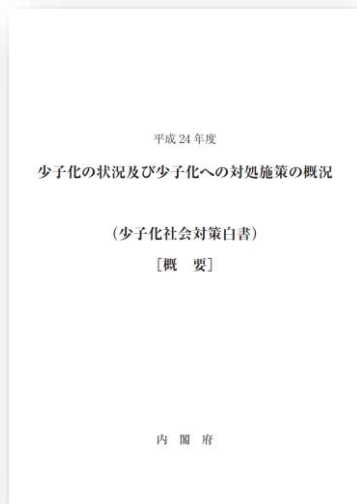 平成 24 年度
少子化の状況及び少子化への対処施策の概況
（少子化社会対策白書）
［概　要］
内　閣　府